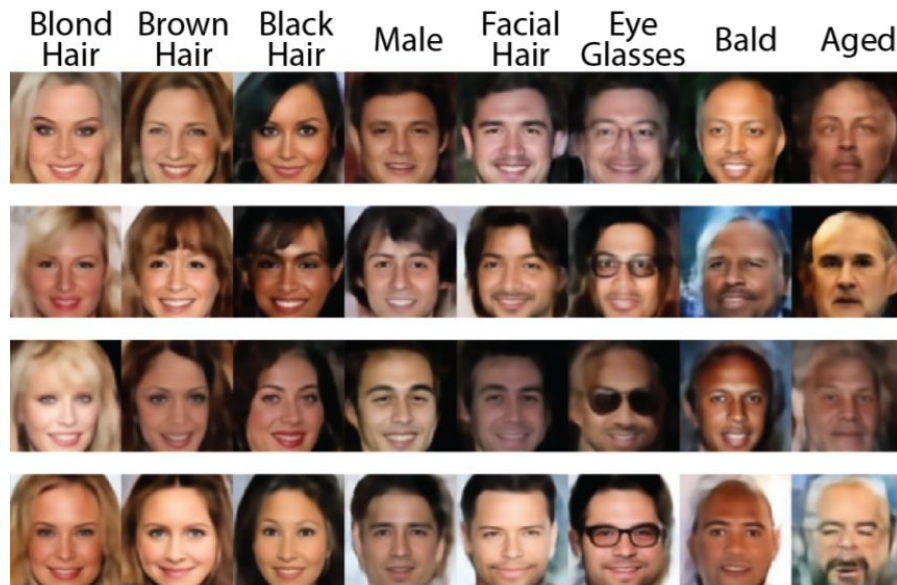 Blond Hair
Brown Hair
Black Hair
Male
Facial Hair
Eye Glasses
Bald
Aged